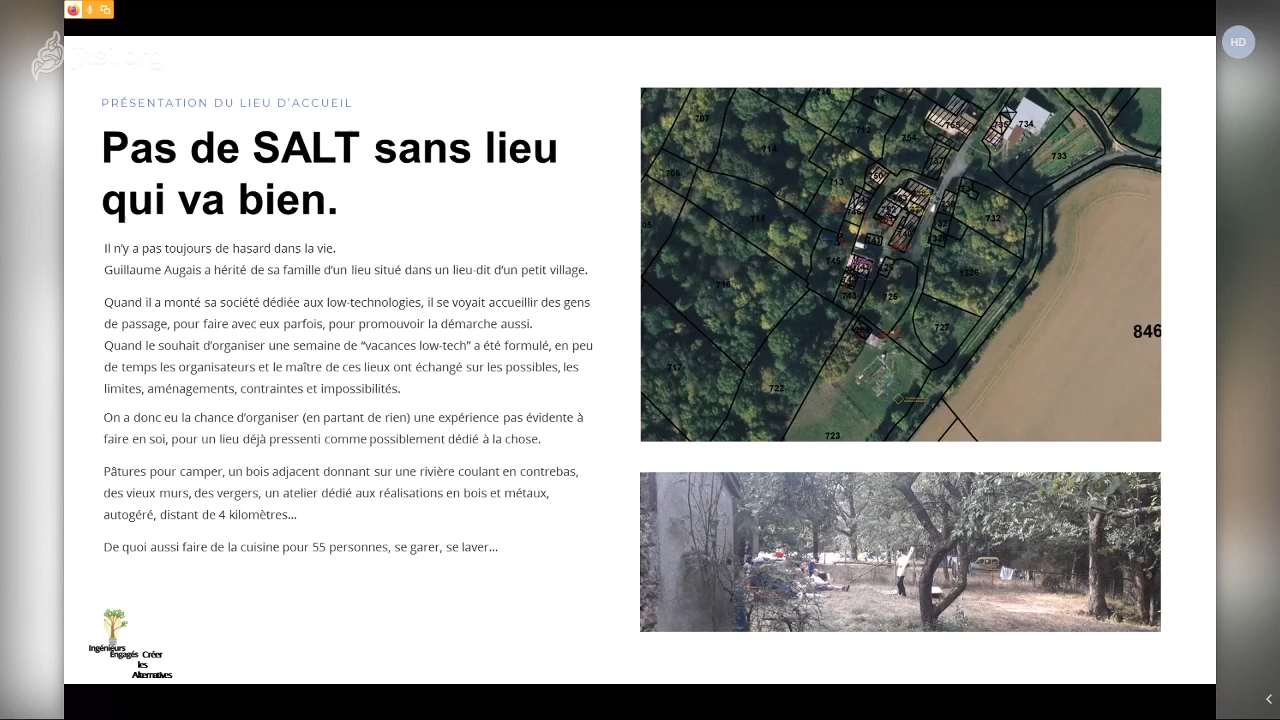 HD
jitsi.org
PRÉSENTATION DU LIEU D'ACCUEIL
Pas de SALT sans lieu
qui va bien.
Il n'y a pas toujours de hasard dans la vie.
Guillaume Augais a hérité de sa famille d'un lieu situé dans un lieu-dit d'un petit village.
Quand il a monté sa société dédiée aux low-technologies, il se voyait accueillir des gens
de passage, pour faire avec eux parfois, pour promouvoir la démarche aussi.
Quand le souhait d'organiser une semaine de “vacances low-tech” a été formulé, en peu
de temps les organisateurs et le maître de ces lieux ont échangé sur les possibles, les
limites, aménagements, contraintes et impossibilités.
On a donc eu la chance d'organiser (en partant de rien) une expérience pas évidente à
faire en soi, pour un lieu déjà pressenti comme possiblement dédié à la chose.
Pâtures pour camper, un bois adjacent donnant sur une rivière coulant en contrebas,
des vieux murs, des vergers, un atelier dédié aux réalisations en bois et métaux,
autogéré, distant de 4 kilomètres...
De quoi aussi faire de la cuisine pour 55 personnes, se garer, se laver...
Ingénieurs
Engagés Créer
les
Alternatives
707
712
754
734
714
733
706
713
732
716
745
1326
743
725
727
846
717
722
723